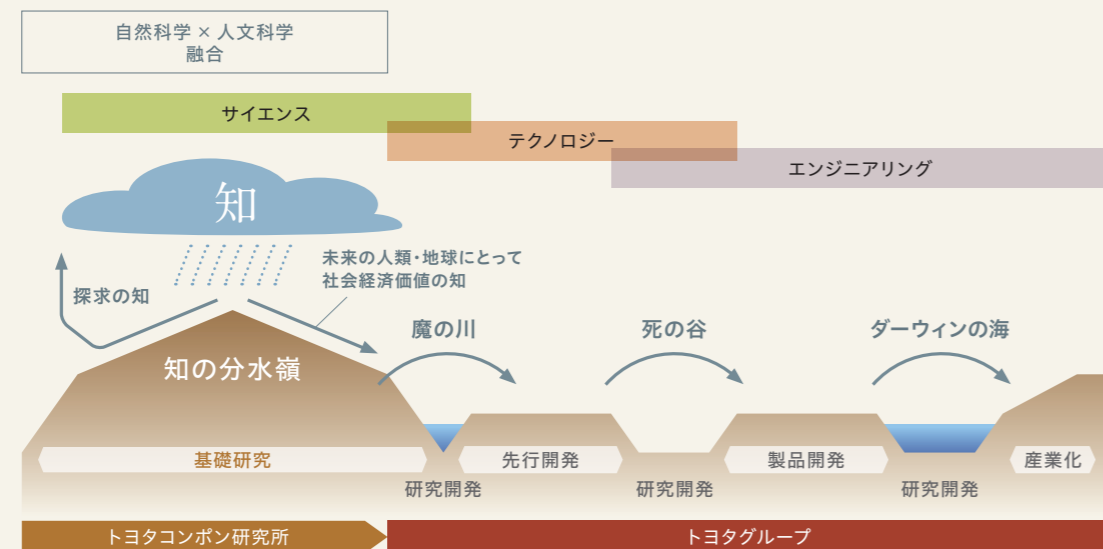 自然科学 × 人文科学
融合
サイエンス
テクノロジー
エンジニアリング
知
未来の人類・地球にとって
社会経済価値の知
探求の知
魔の川
死の谷
ダーウィンの海
知の分水嶺
基礎研究
先行開発
製品開発
産業化
研究開発
研究開発
研究開発
トヨタコンポン研究所
トヨタグループ